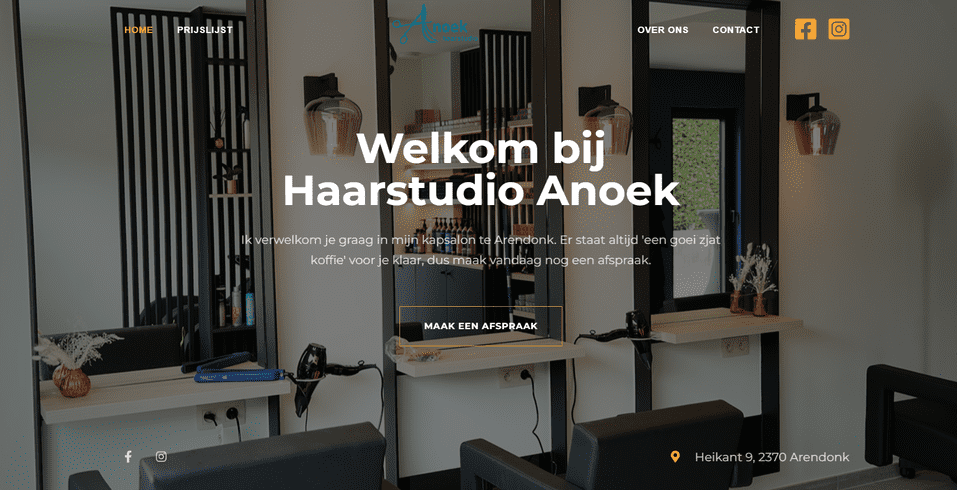 HOME
PRIJSLIJST
OVER ONS
CONTACT
Welkom bij
Haarstudio Anoek
Ik verwelkom je graag in mijn kapsalon te Arendonk. Er staat altijd 'een goei zjat
koffie' voor je klaar, dus maak vandaag nog een afspraak.
MAAK EEN AFSPRAAK
Heikant 9, 2370 Arendonk